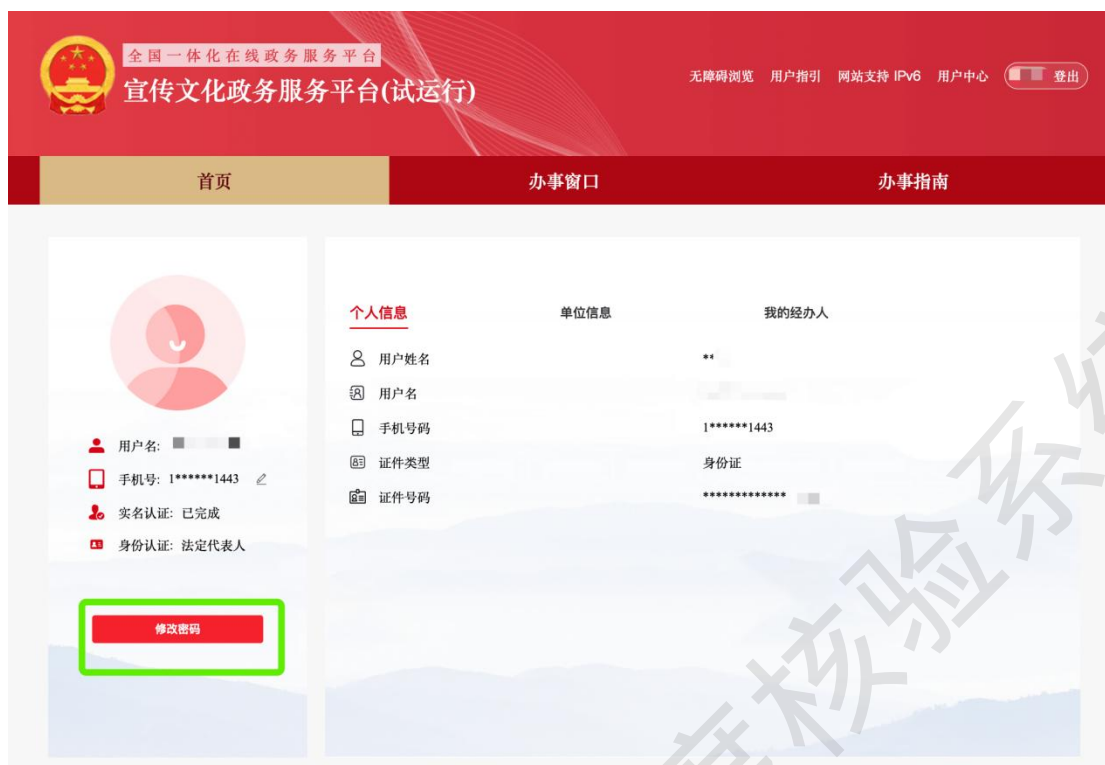 全国一体化在线政务服务平台
宣传文化政务服务平台(试运行)
无障碍浏览 用户指引 网站支持 IPv6 用户中心 登出
首页 办事窗口 办事指南
个人信息 单位信息 我的经办人
用户姓名 **
用户名
手机号码 1******1443
证件类型 身份证
证件号码 *************
用户名:
手机号: 1******1443
实名认证: 已完成
身份认证: 法定代表人
修改密码
度核验系统